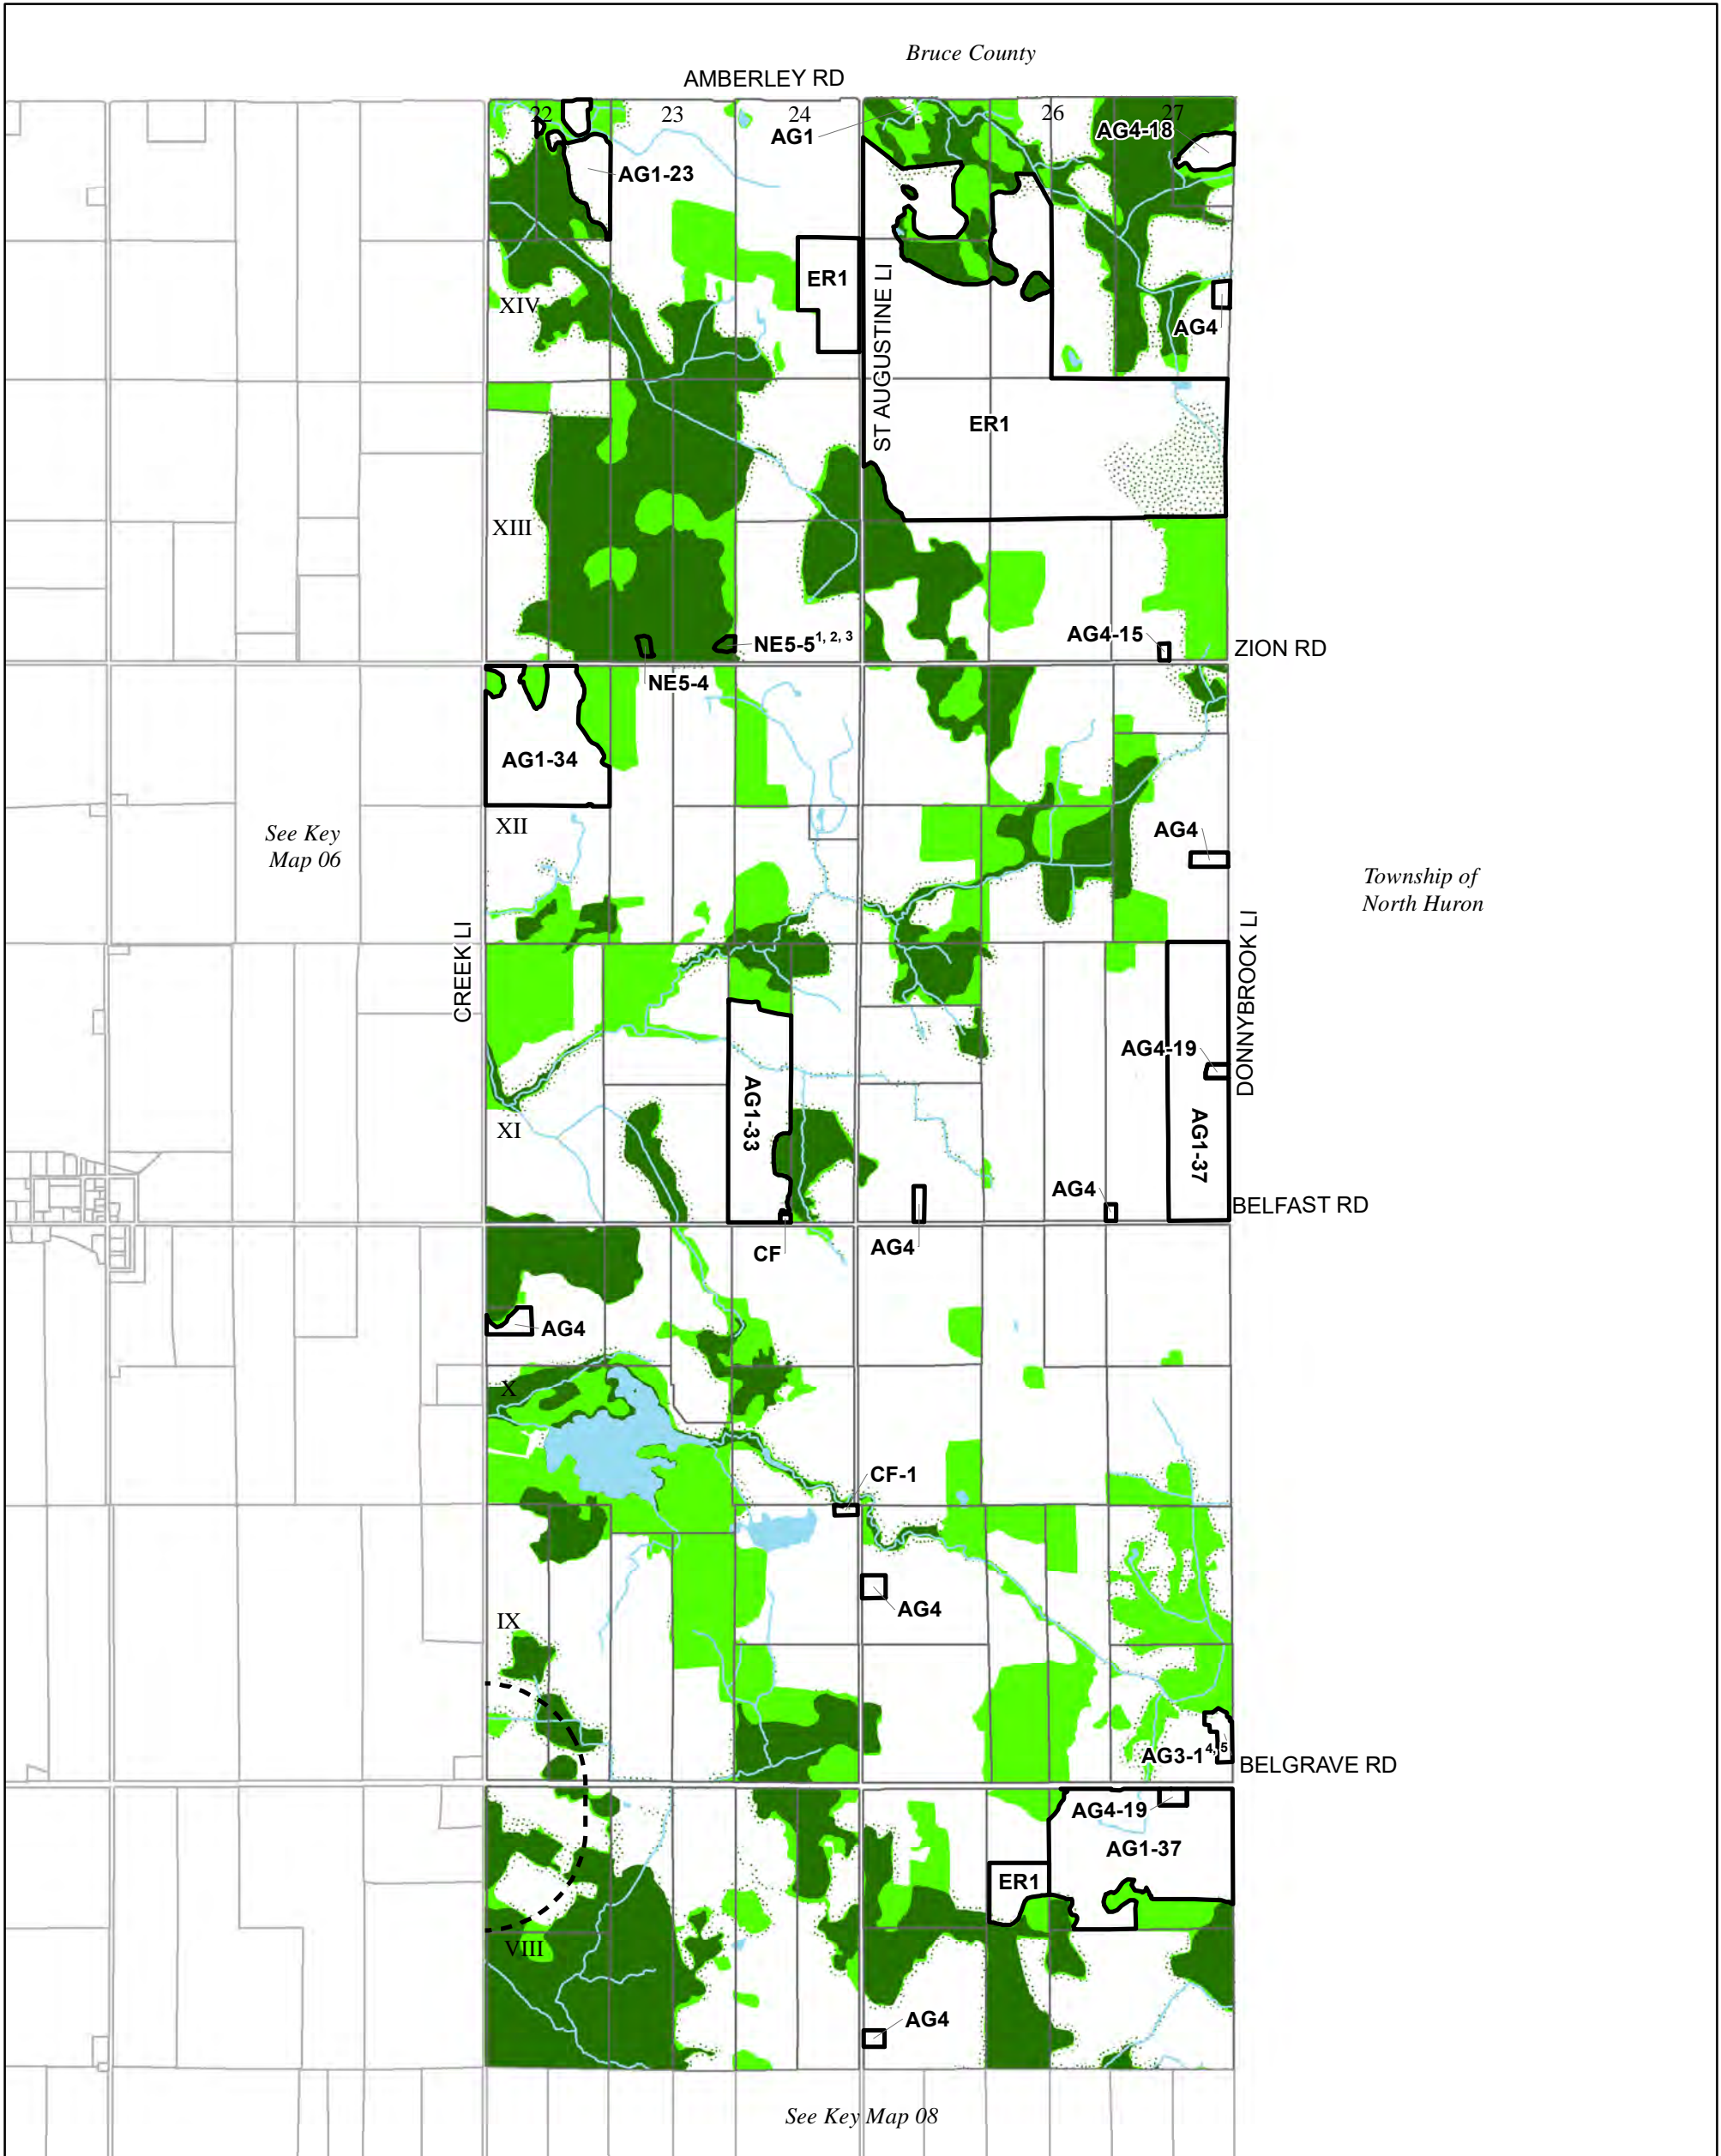 Bruce County
AMBERLEY RD
22
23
24
26
27
AG1
AG4-18
AG1-23
ER1
ST AUGUSTINE LI
XIV
AG4
ER1
XIII
AG4-15
NE5-5 1, 2, 3
ZION RD
NE5-4
AG1-34
XII
See Key
Map 06
AG4
Township of
North Huron
CREEK LI
DONNYBROOK LI
AG4-19
AG1-33
AG1-37
XI
AG4
BELFAST RD
CF
AG4
AG4
X
CF-1
AG4
IX
AG3-1 4, 5
BELGRAVE RD
AG4-19
AG1-37
ER1
VIII
AG4
See Key Map 08